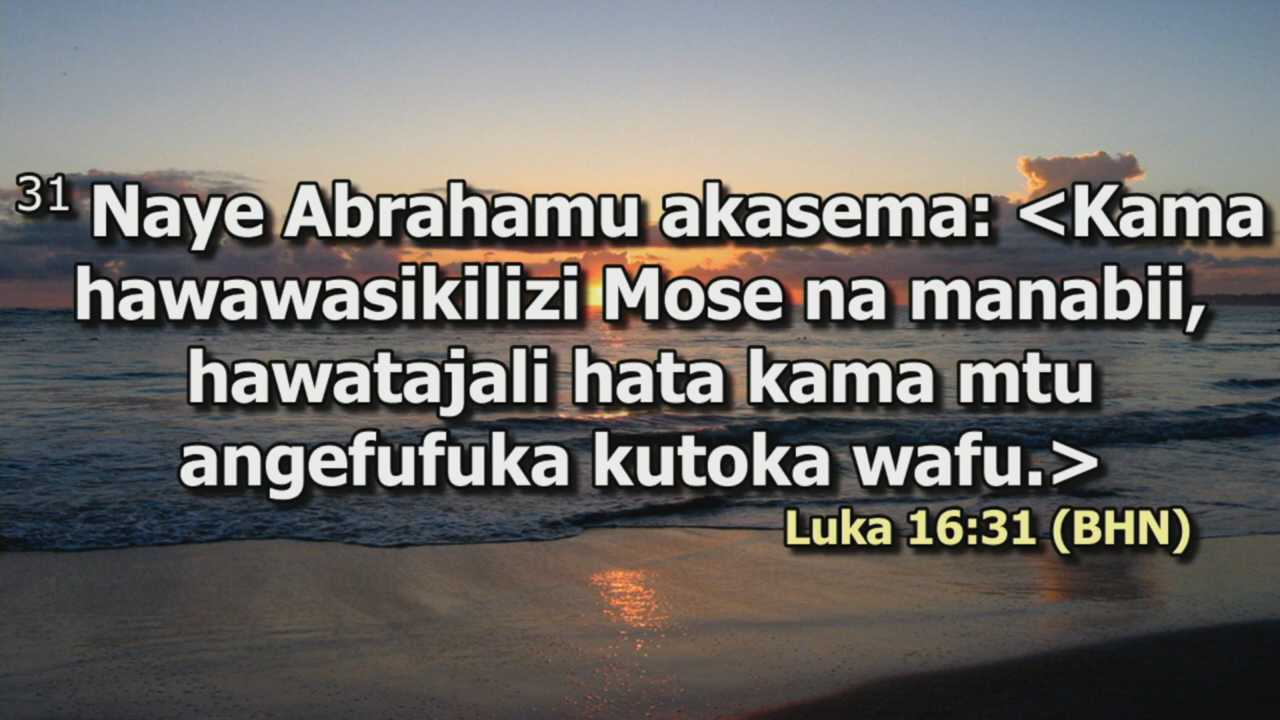 31 Naye Abrahamu akasema: <Kama
hawawasikilizi Mose na manabii,
hawatajali hata kama mtu
angefufuka kutoka wafu.>
Luka 16:31 (BHN)